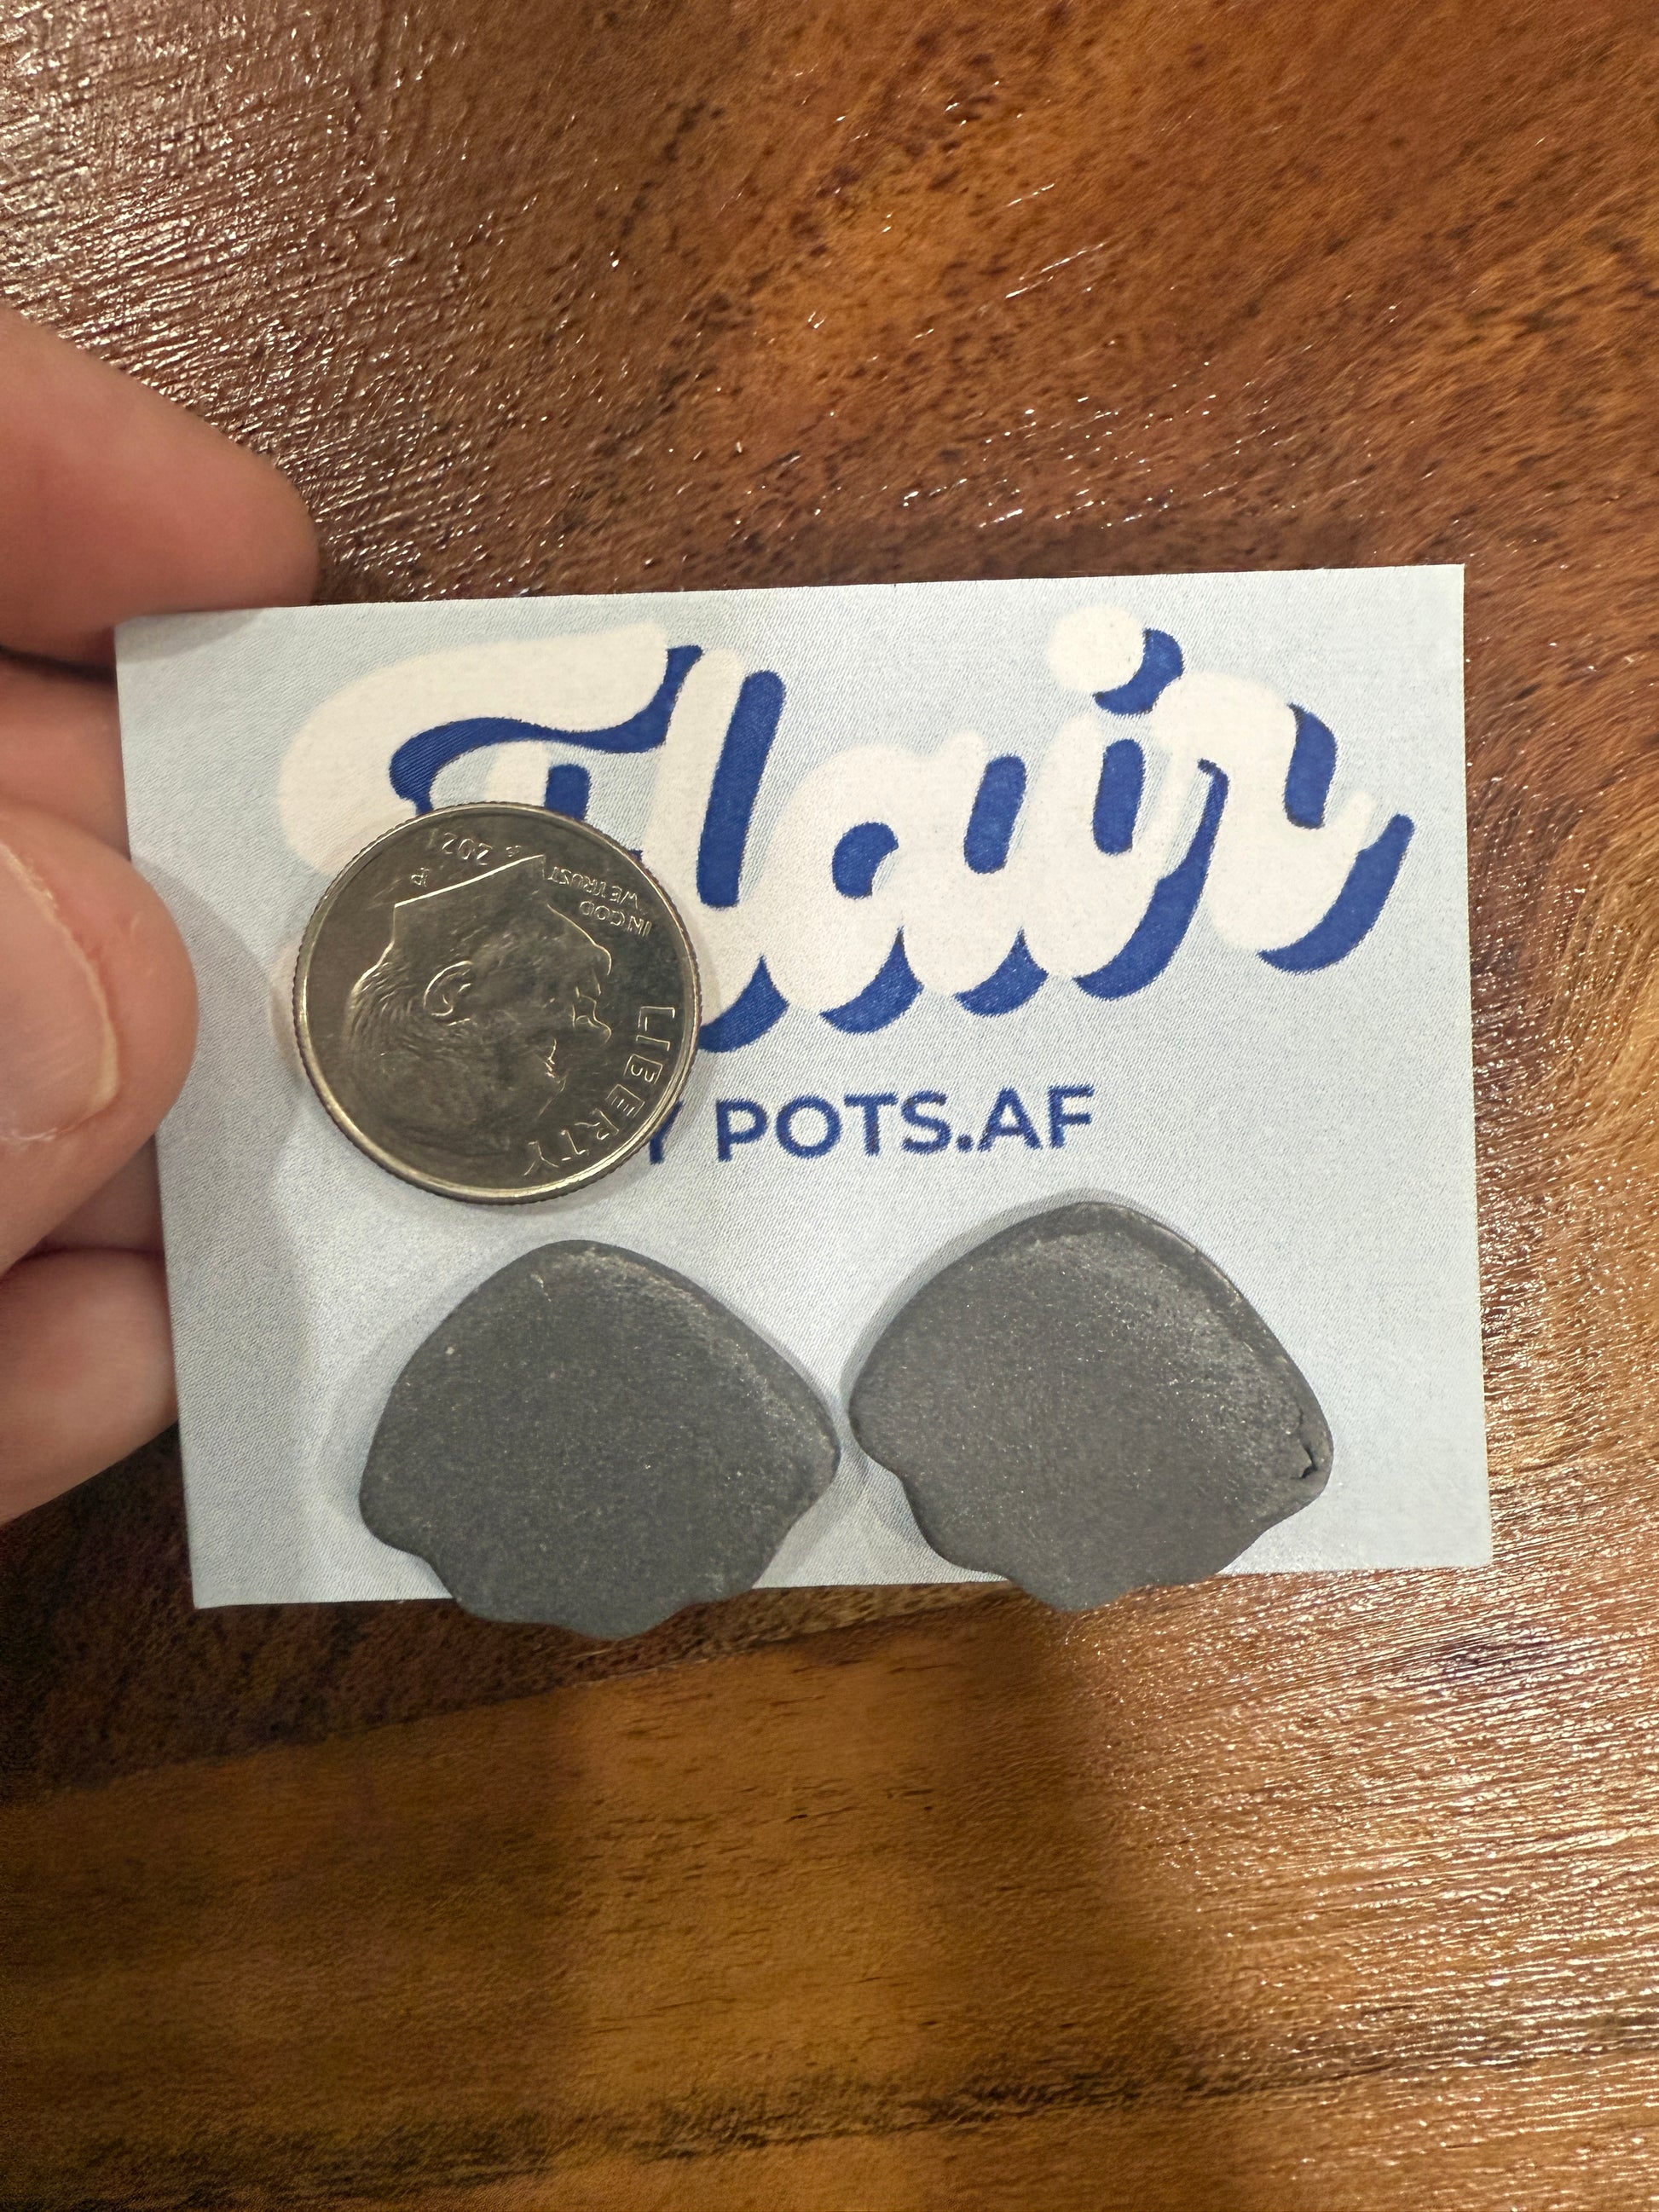 Flair
Y POTS.AF
LIBERTY
IN GOD
WE TRUST
2021
P